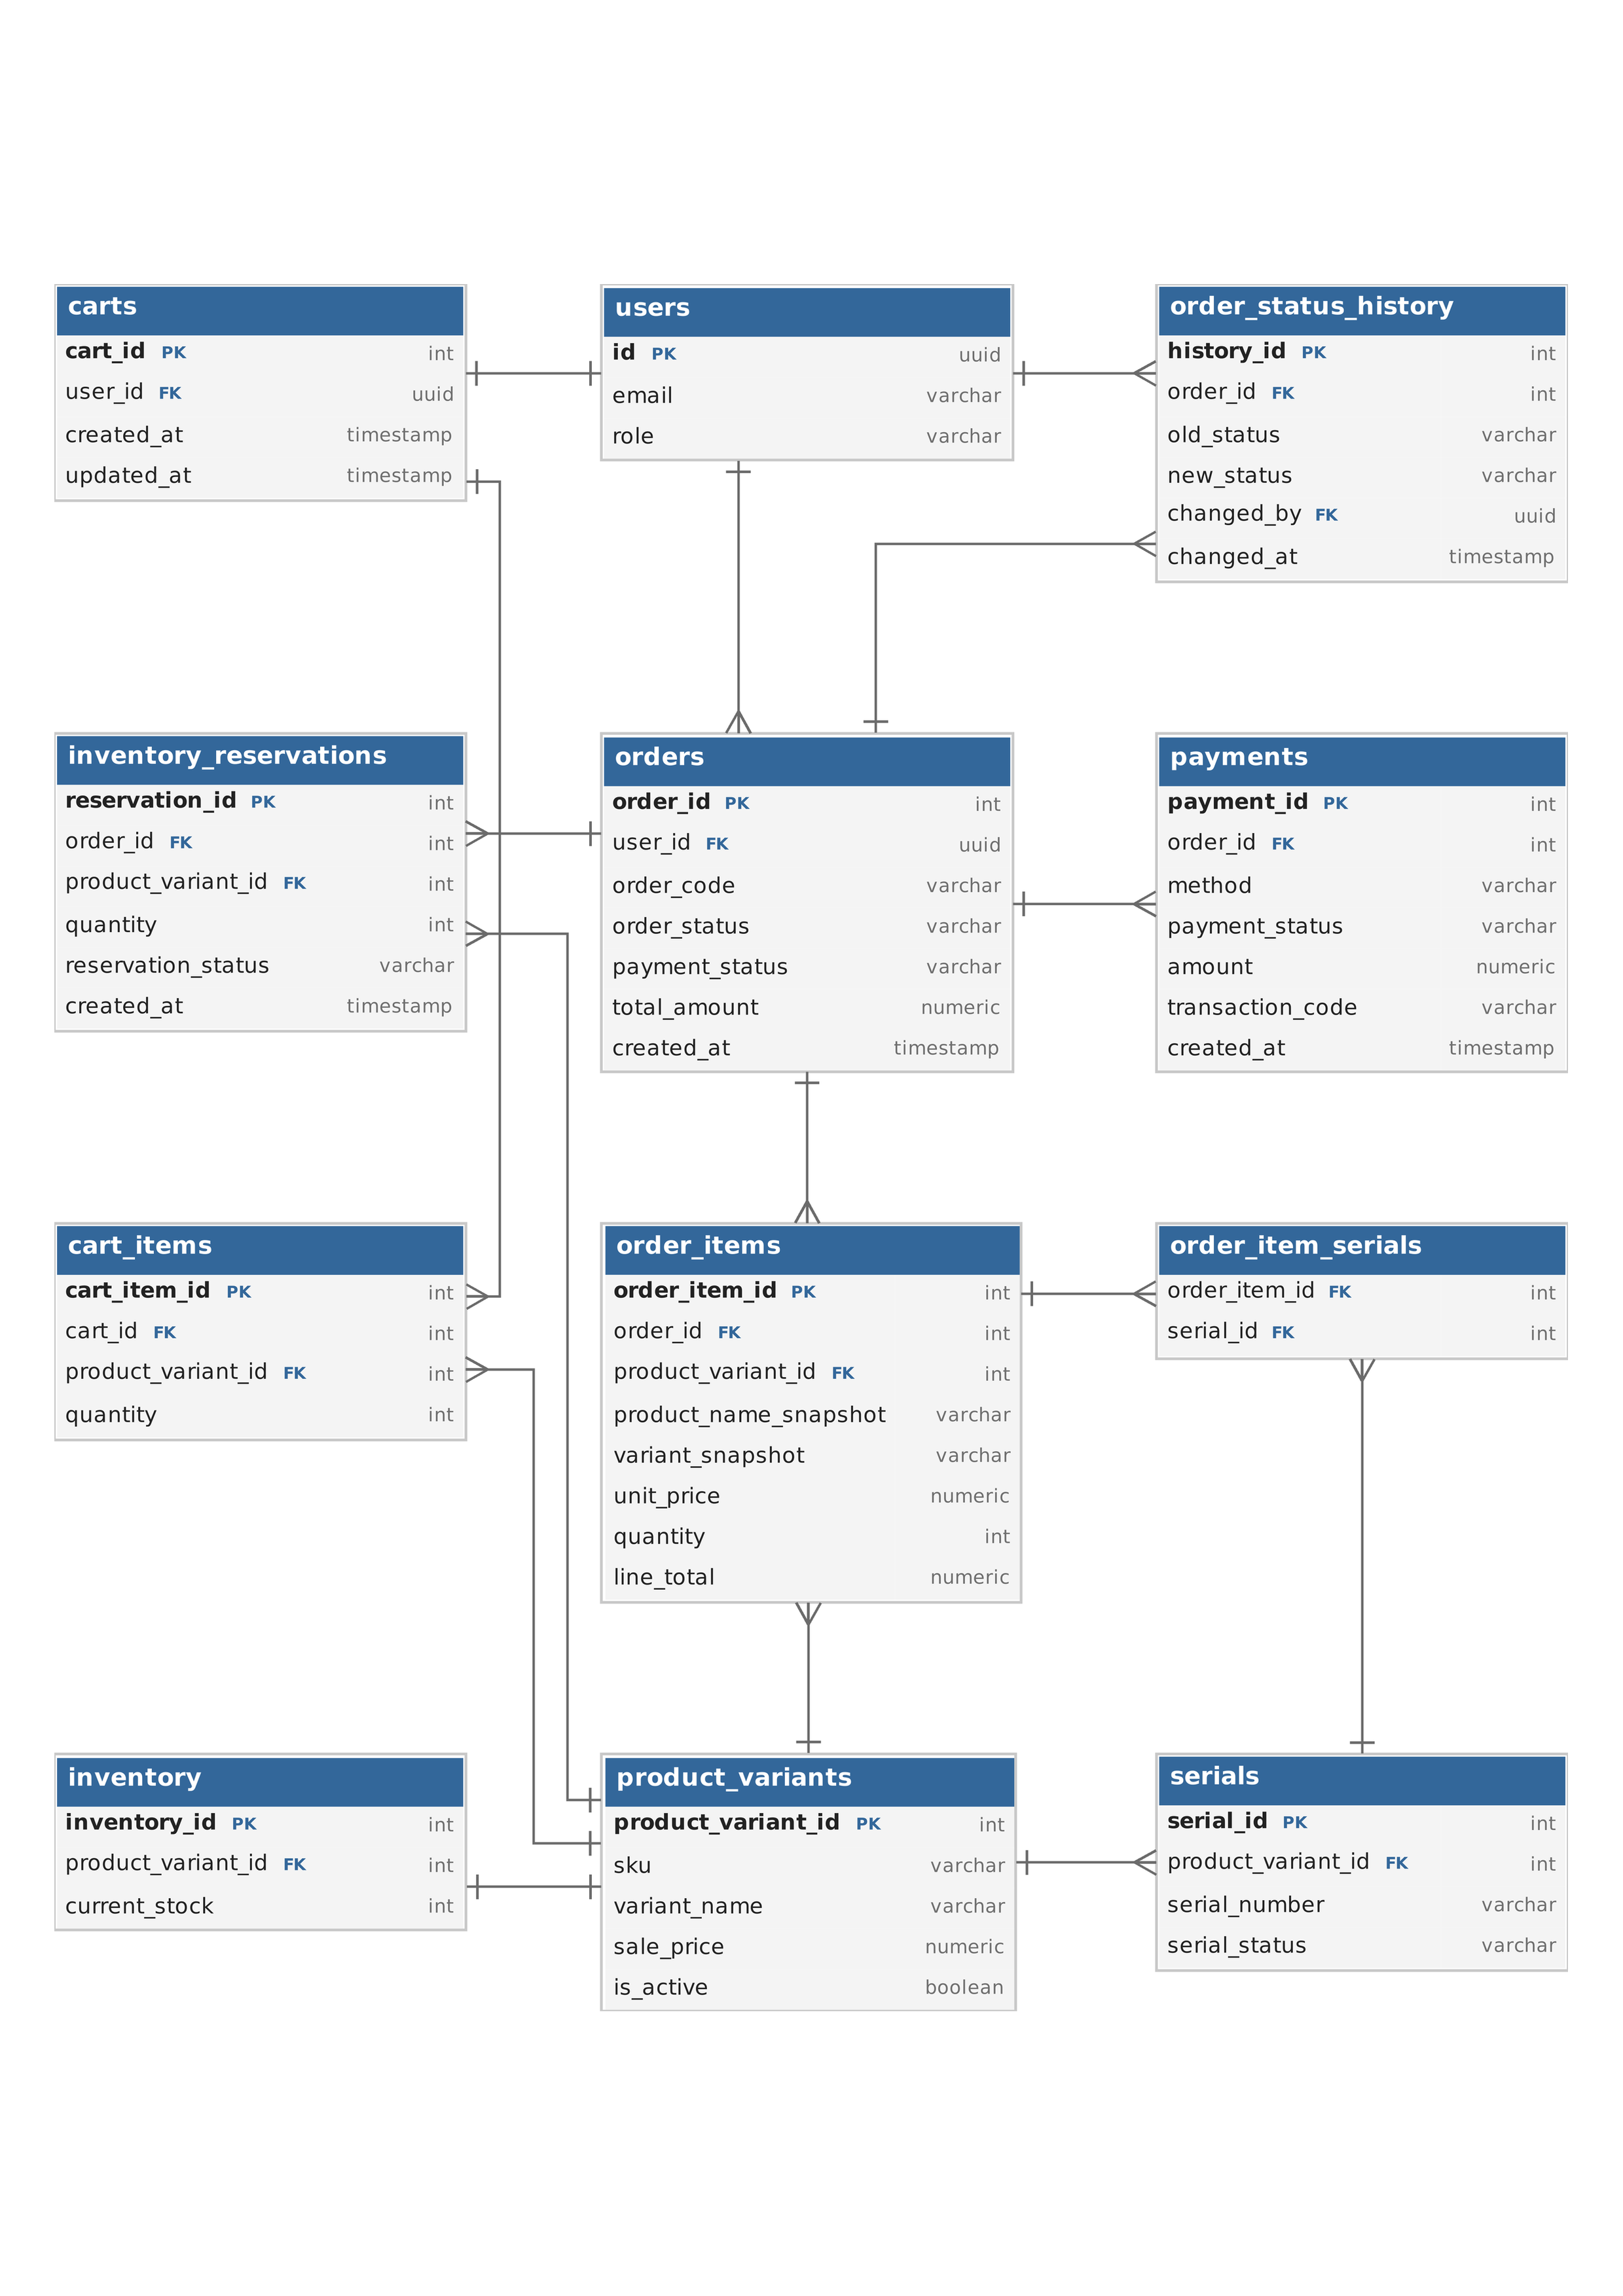 carts
cart_id PK int
user_id FK uuid
created_at timestamp
updated_at timestamp
users
id PK uuid
email varchar
role varchar
order_status_history
history_id PK int
order_id FK int
old_status varchar
new_status varchar
changed_by FK uuid
changed_at timestamp
inventory_reservations
reservation_id PK int
order_id FK int
product_variant_id FK int
quantity int
reservation_status varchar
created_at timestamp
orders
order_id PK int
user_id FK uuid
order_code varchar
order_status varchar
payment_status varchar
total_amount numeric
created_at timestamp
payments
payment_id PK int
order_id FK int
method varchar
payment_status varchar
amount numeric
transaction_code varchar
created_at timestamp
cart_items
cart_item_id PK int
cart_id FK int
product_variant_id FK int
quantity int
order_items
order_item_id PK int
order_id FK int
product_variant_id FK int
product_name_snapshot varchar
variant_snapshot varchar
unit_price numeric
quantity int
line_total numeric
order_item_serials
order_item_id FK int
serial_id FK int
inventory
inventory_id PK int
product_variant_id FK int
current_stock int
product_variants
product_variant_id PK int
sku varchar
variant_name varchar
sale_price numeric
is_active boolean
serials
serial_id PK int
product_variant_id FK int
serial_number varchar
serial_status varchar